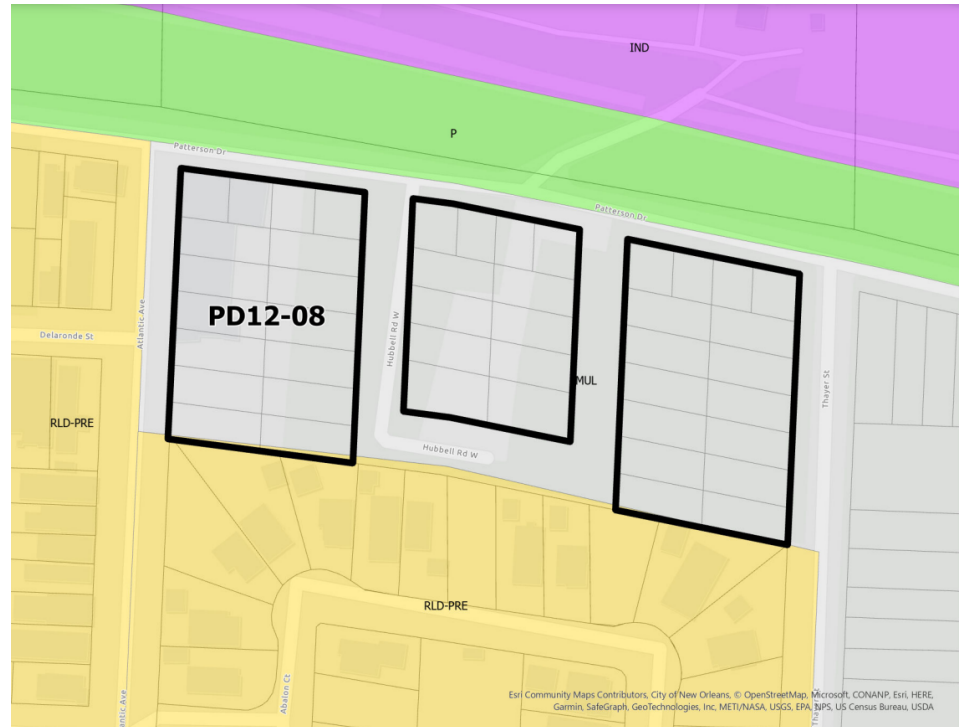 IND
P
Patterson Dr
Patterson Dr
PD12-08
Atlantic Ave
Delaronde St
Hubbell Rd W
MUL
Thayer St
RLD-PRE
Hubbell Rd W
RLD-PRE
Abalon Ct
Esri Community Maps Contributors, City of New Orleans, © OpenStreetMap, Microsoft, CONANP, Esri, HERE,
Garmin, SafeGraph, GeoTechnologies, Inc, METI/NASA, USGS, EPA, NPS, US Census Bureau, USDA